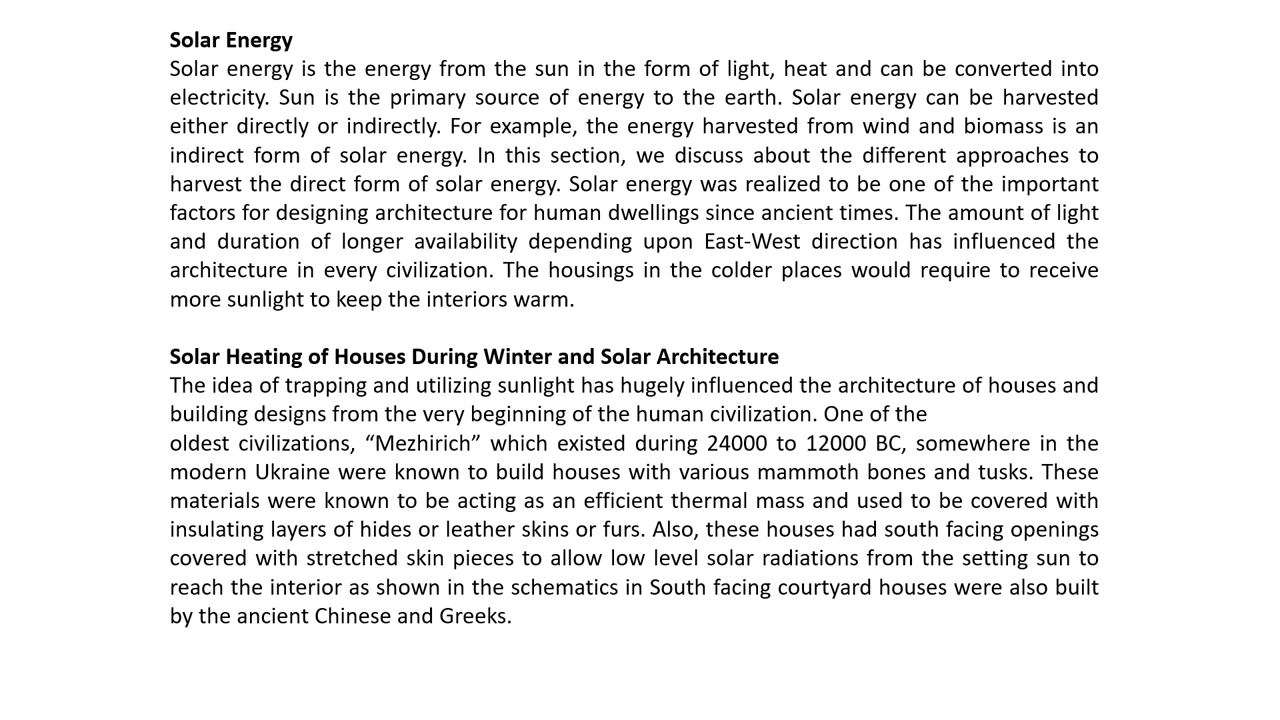 Solar Energy
Solar energy is the energy from the sun in the form of light, heat and can be converted into
electricity. Sun is the primary source of energy to the earth. Solar energy can be harvested
either directly or indirectly. For example, the energy harvested from wind and biomass is an
indirect form of solar energy. In this section, we discuss about the different approaches to
harvest the direct form of solar energy. Solar energy was realized to be one of the important
factors for designing architecture for human dwellings since ancient times. The amount of light
and duration of longer availability depending upon East-West direction has influenced the
architecture in every civilization. The housings in the colder places would require to receive
more sunlight to keep the interiors warm.
Solar Heating of Houses During Winter and Solar Architecture
The idea of trapping and utilizing sunlight has hugely influenced the architecture of houses and
building designs from the very beginning of the human civilization. One of the
oldest civilizations, “Mezhirich” which existed during 24000 to 12000 BC, somewhere in the
modern Ukraine were known to build houses with various mammoth bones and tusks. These
materials were known to be acting as an efficient thermal mass and used to be covered with
insulating layers of hides or leather skins or furs. Also, these houses had south facing openings
covered with stretched skin pieces to allow low level solar radiations from the setting sun to
reach the interior as shown in the schematics in South facing courtyard houses were also built
by the ancient Chinese and Greeks.